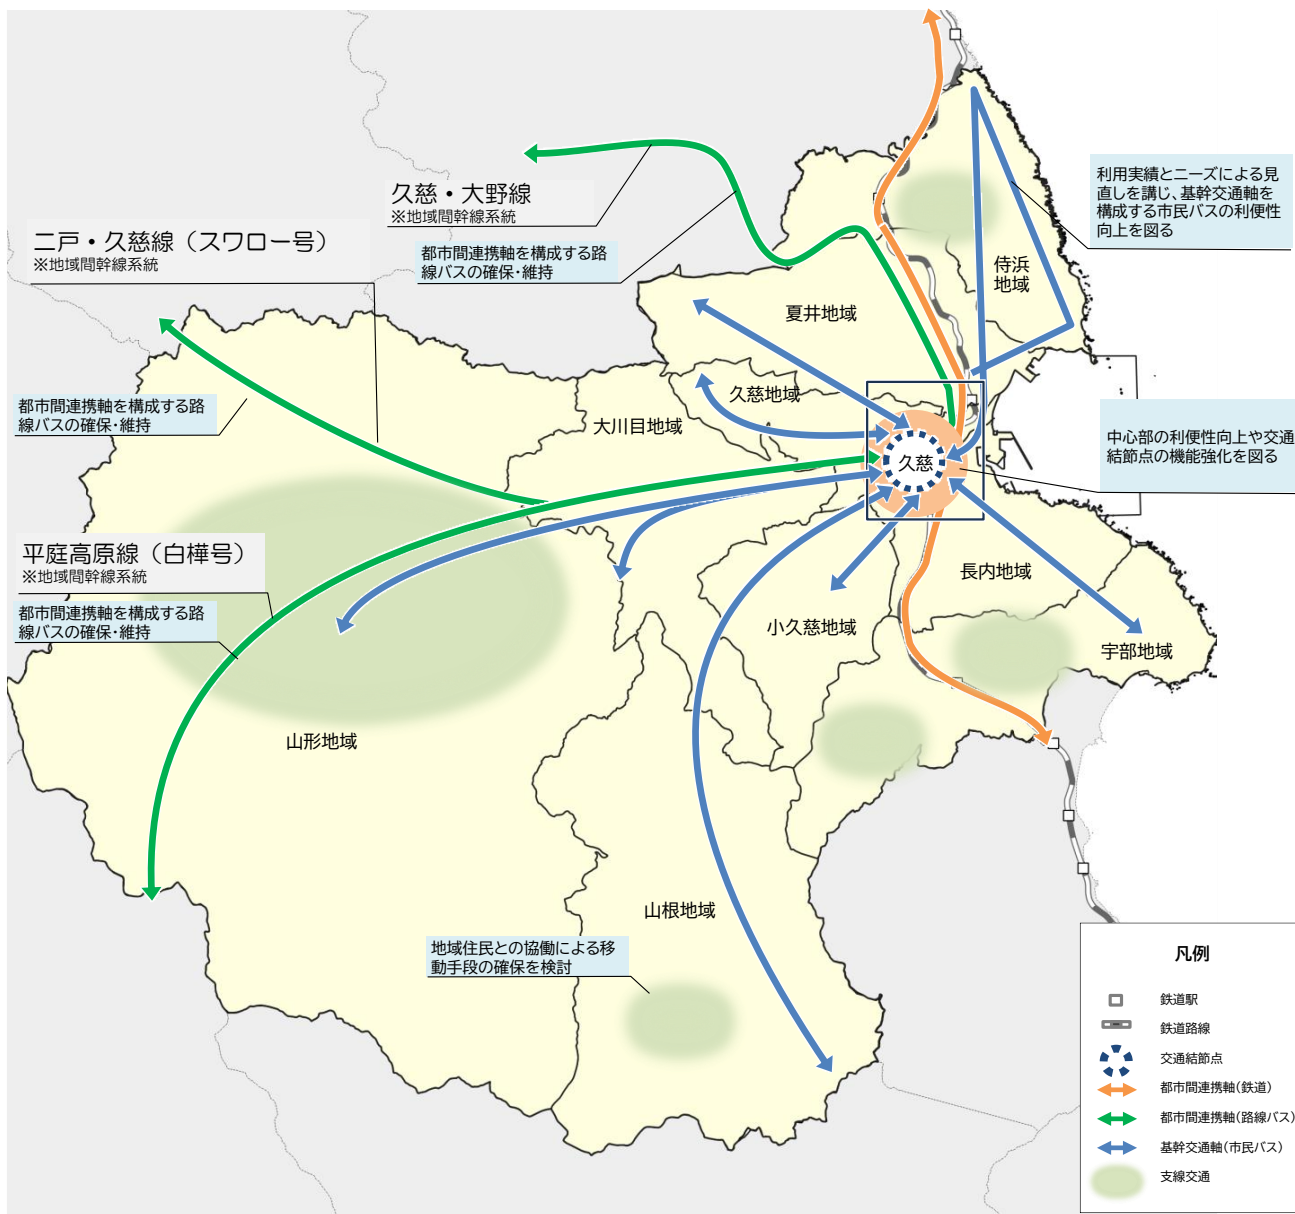 久慈・大野線
※地域間幹線系統
都市間連携軸を構成する路
線バスの確保・維持
二戸・久慈線（スワロー号）
※地域間幹線系統
都市間連携軸を構成する路
線バスの確保・維持
平庭高原線（白樺号）
※地域間幹線系統
都市間連携軸を構成する路
線バスの確保・維持
利用実績とニーズによる見
直しを講じ、基幹交通軸を
構成する市民バスの利便性
向上を図る
侍浜
地域
夏井地域
久慈地域
大川目地域
久慈
中心部の利便性向上や交通
結節点の機能強化を図る
長内地域
小久慈地域
宇部地域
山形地域
山根地域
地域住民との協働による移
動手段の確保を検討
凡例
鉄道駅
鉄道路線
交通結節点
都市間連携軸（鉄道）
都市間連携軸（路線バス）
基幹交通軸（市民バス）
支線交通